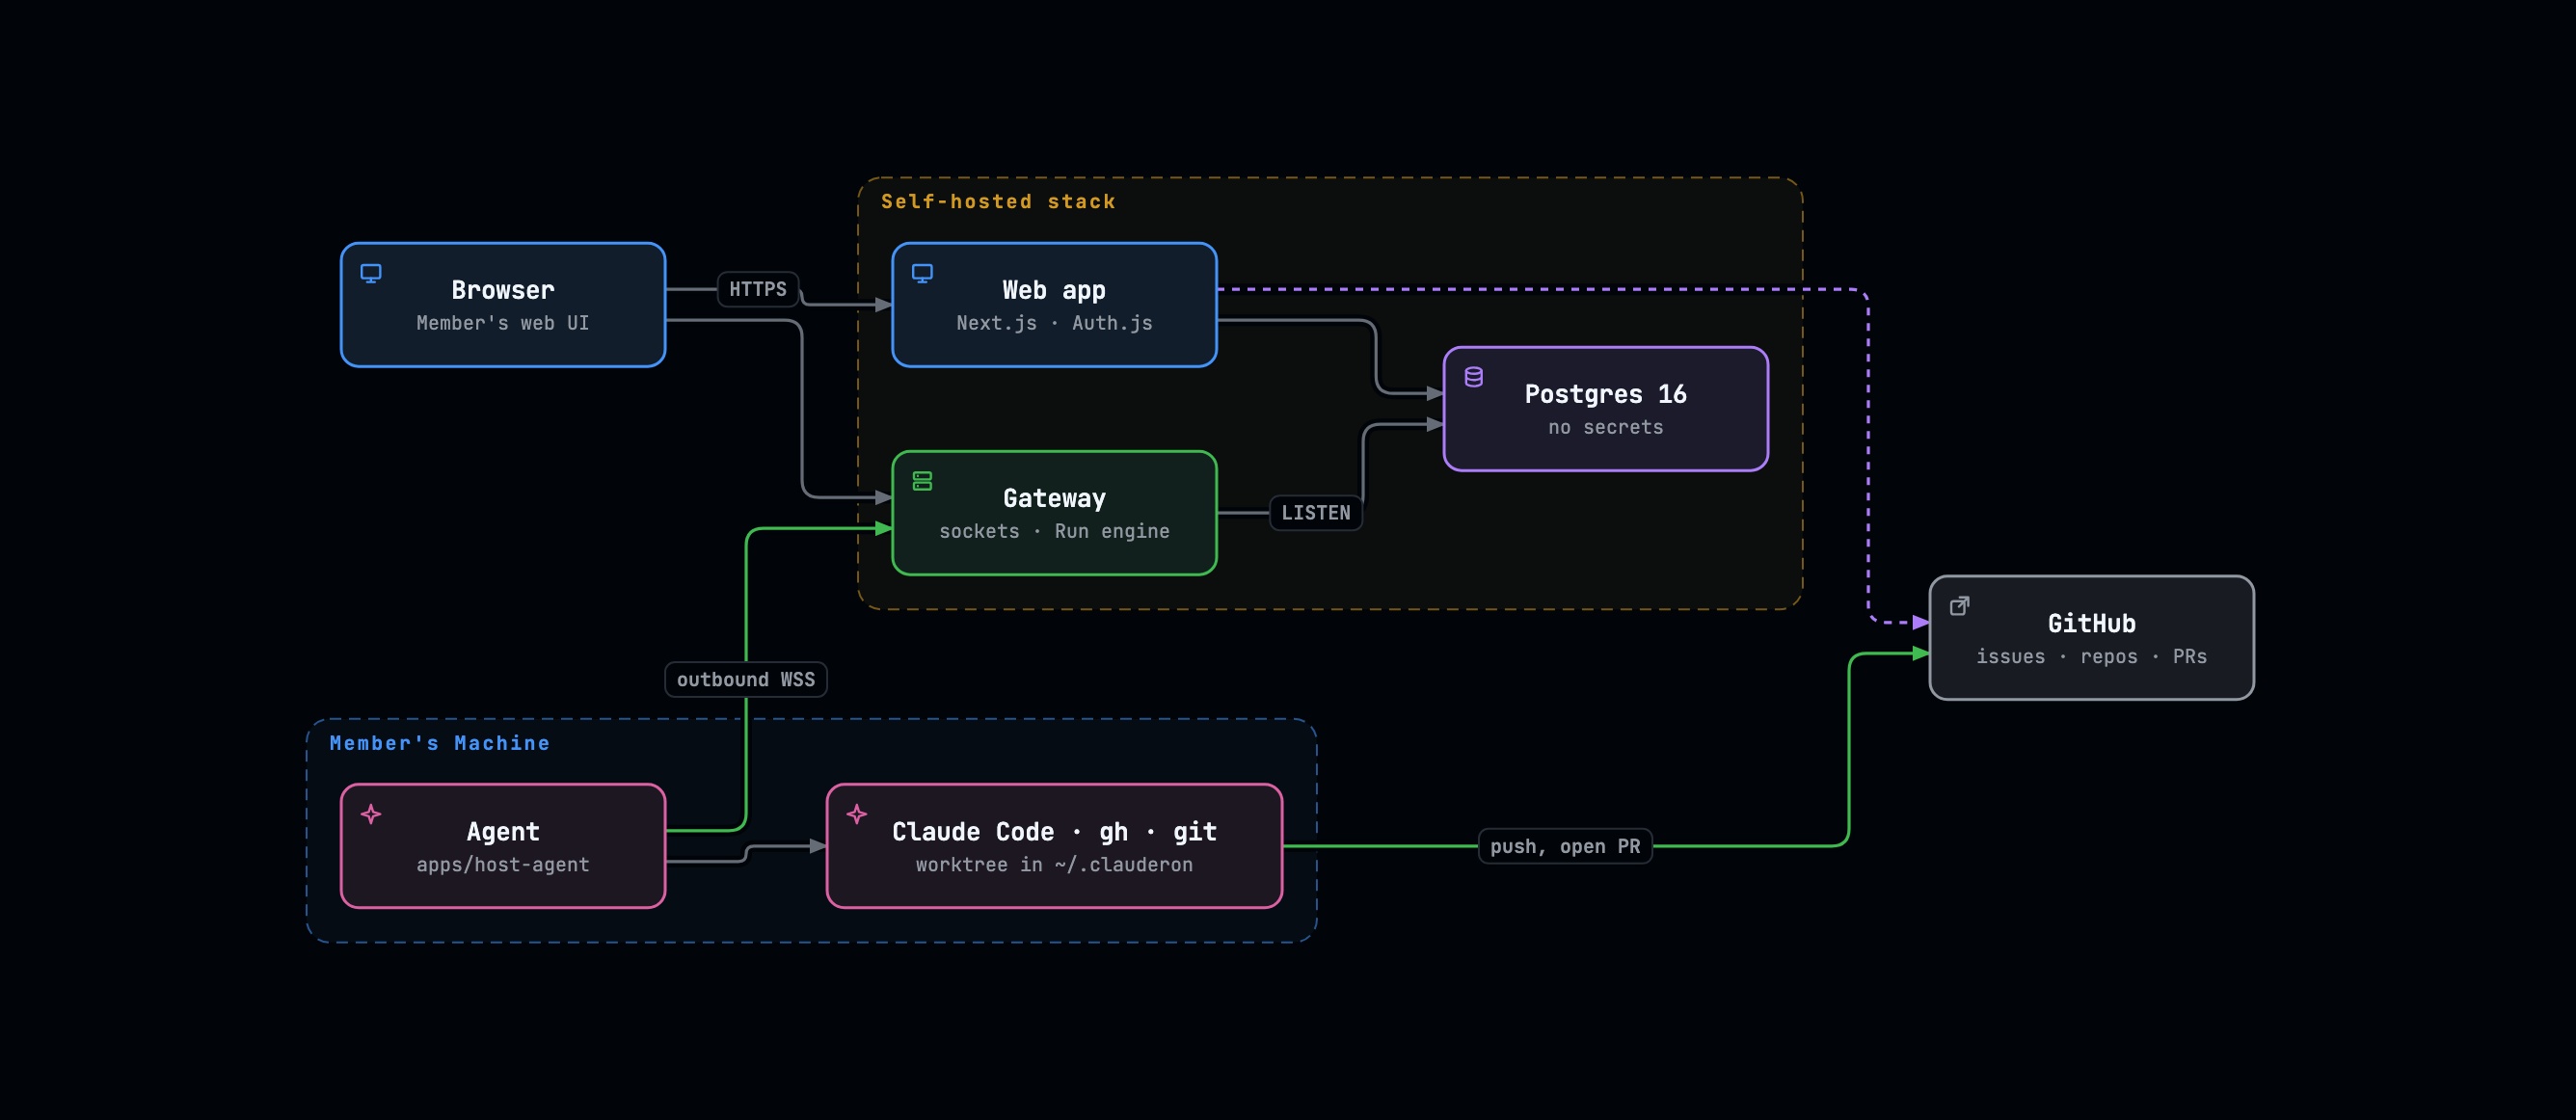 Self-hosted stack
Browser
Member's web UI
HTTPS
Web app
Next.js · Auth.js
Postgres 16
no secrets
Gateway
sockets · Run engine
LISTEN
GitHub
issues · repos · PRs
outbound WSS
Member's Machine
Agent
apps/host-agent
Claude Code · gh · git
worktree in ~/.clauderon
push, open PR